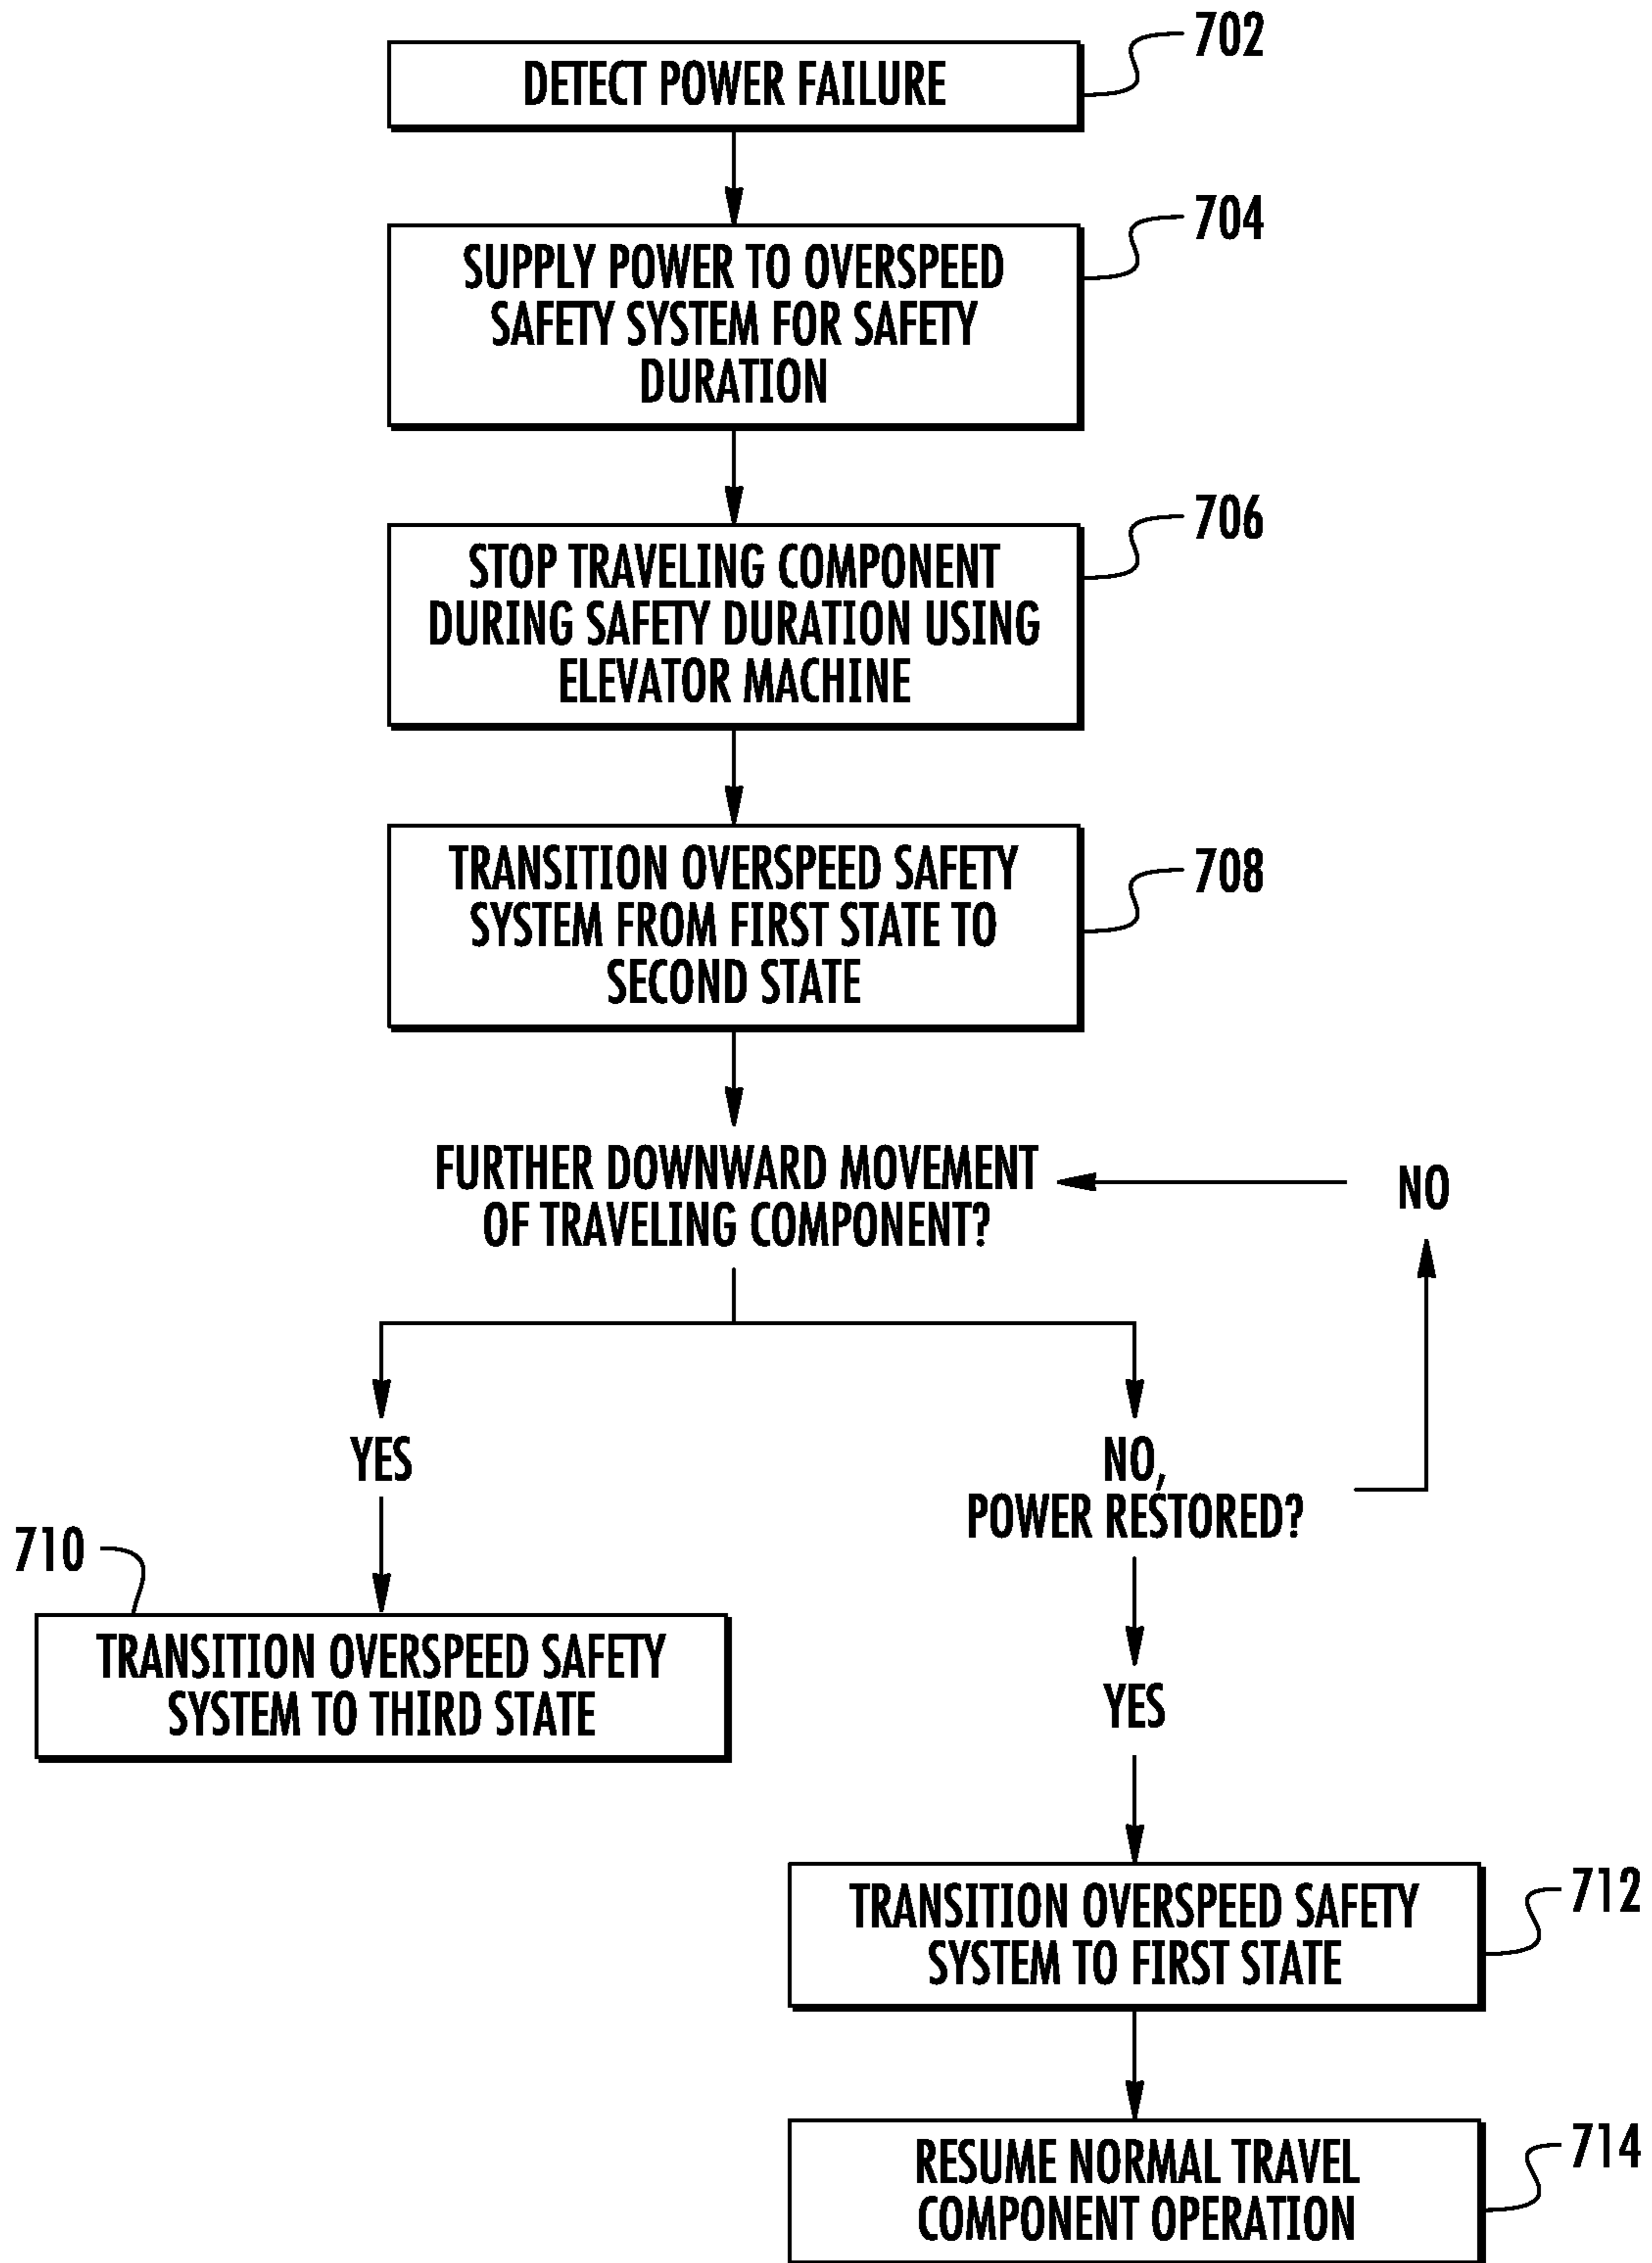 702
DETECT POWER FAILURE
704
SUPPLY POWER TO OVERSPEED
SAFETY SYSTEM FOR SAFETY
DURATION
706
STOP TRAVELING COMPONENT
DURING SAFETY DURATION USING
ELEVATOR MACHINE
708
TRANSITION OVERSPEED SAFETY
SYSTEM FROM FIRST STATE TO
SECOND STATE
FURTHER DOWNWARD MOVEMENT
OF TRAVELING COMPONENT?
NO
YES
NO,
POWER RESTORED?
710
TRANSITION OVERSPEED SAFETY
SYSTEM TO THIRD STATE
YES
712
TRANSITION OVERSPEED SAFETY
SYSTEM TO FIRST STATE
714
RESUME NORMAL TRAVEL
COMPONENT OPERATION